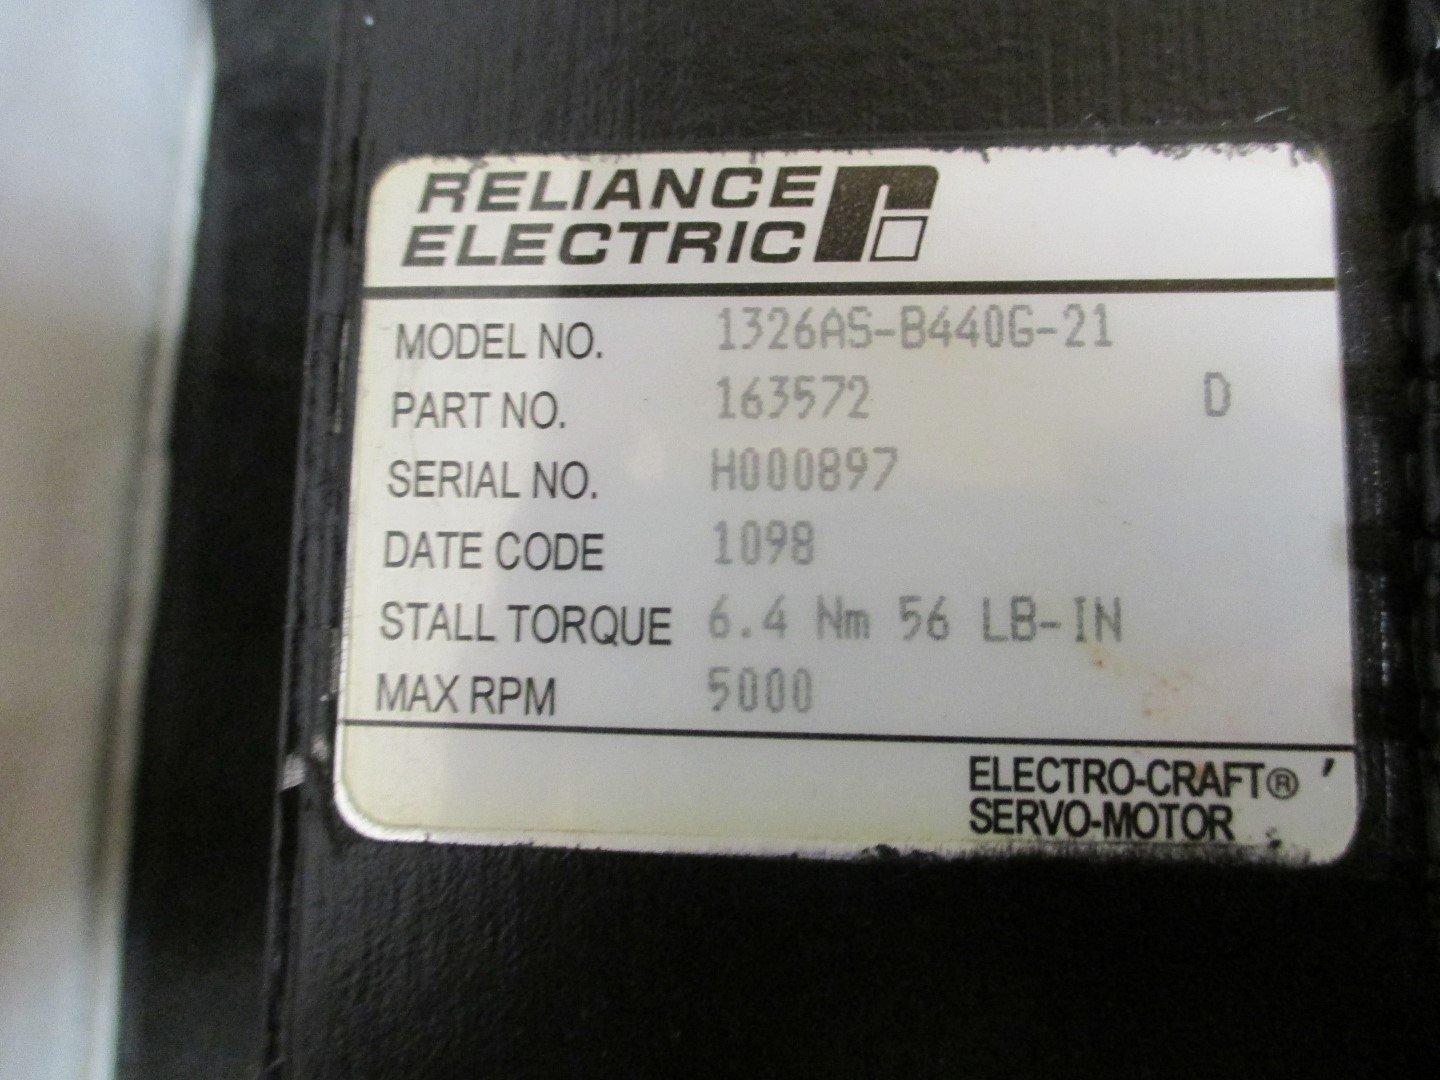 RELIANCE
ELECTRIC
MODEL NO. 1326AS-B440G-21
PART NO. 163572 D
SERIAL NO. H000897
DATE CODE 1098
STALL TORQUE 6.4 Nm 56 LB-IN
MAX RPM 5000
ELECTRO-CRAFT®
SERVO-MOTOR